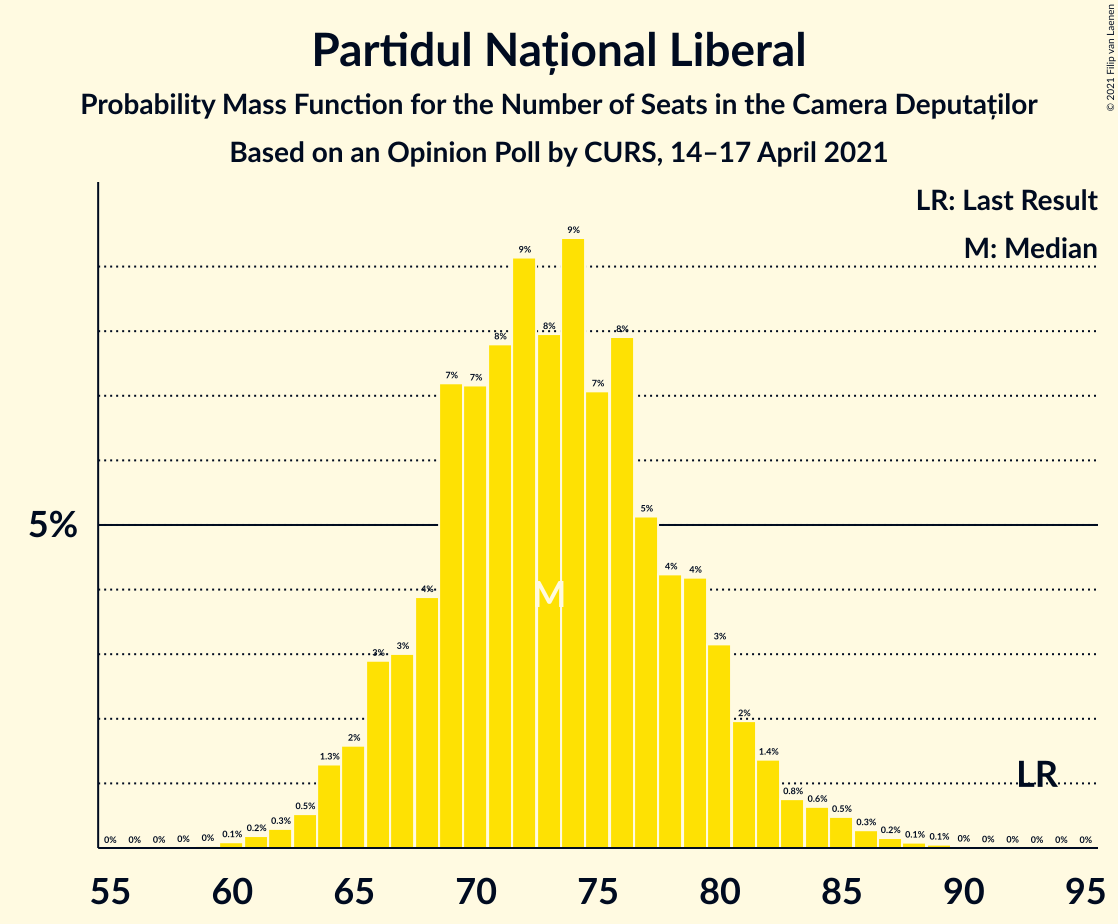 Partidul Național Liberal
Probability Mass Function for the Number of Seats in the Camera Deputaților
Based on an Opinion Poll by CURS, 14–17 April 2021
© 2021 Filip van Laenen
LR: Last Result
M: Median
5%
0% 0% 0% 0% 0% 0.1% 0.2% 0.3% 0.5% 1.3% 2% 3% 3% 4% 7% 7% 8% 9% 8% 9% 7% 8% 5% 4% 4% 3% 2% 1.4% 0.8% 0.6% 0.5% 0.3% 0.2% 0.1% 0.1% 0% 0% 0% 0% 0% 0%
M
LR
55 60 65 70 75 80 85 90 95